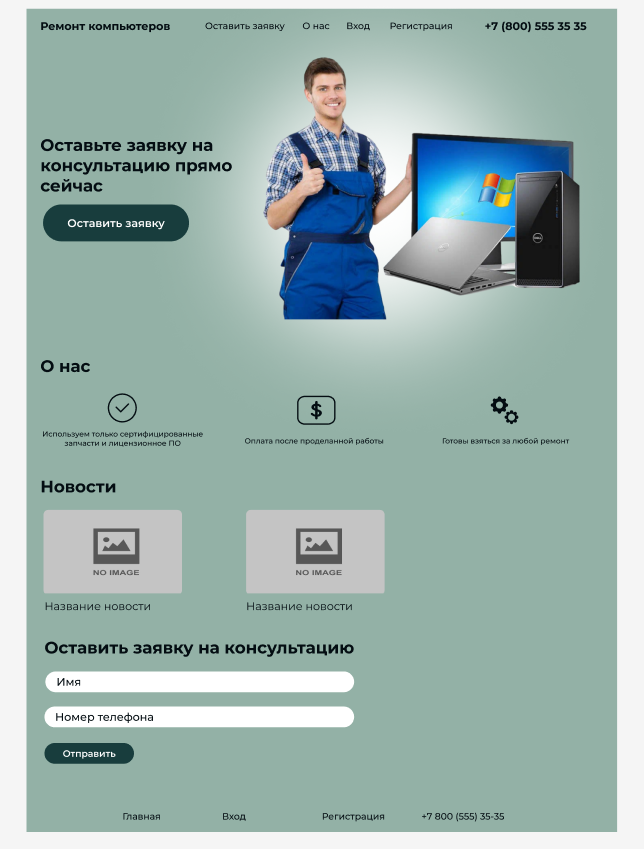 Ремонт компьютеров
Оставить заявку
О нас
Вход
Регистрация
+7 (800) 555 35 35
Оставьте заявку на
консультацию прямо
сейчас
Оставить заявку
DELL
О нас
$
Используем только сертифицированные
запчасти и лицензионное ПО
Оплата после проделанной работы
Готовы взяться за любой ремонт
Новости
NO IMAGE
NO IMAGE
Название новости
Название новости
Оставить заявку на консультацию
Имя
Номер телефона
Отправить
Главная
Вход
Регистрация
+7 800 (555) 35-35